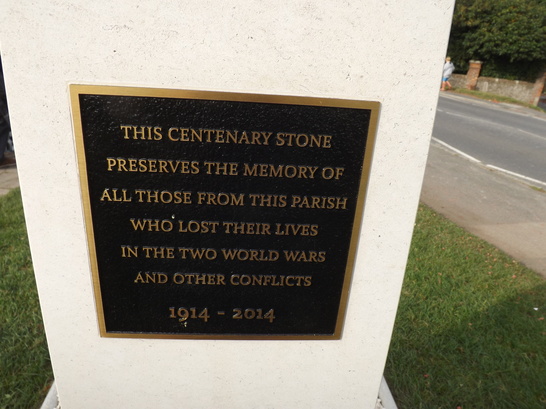 THIS CENTENARY STONE
PRESERVES THE MEMORY OF
ALL THOSE FROM THIS PARISH
WHO LOST THEIR LIVES
IN THE TWO WORLD WARS
AND OTHER CONFLICTS
1914 - 2014